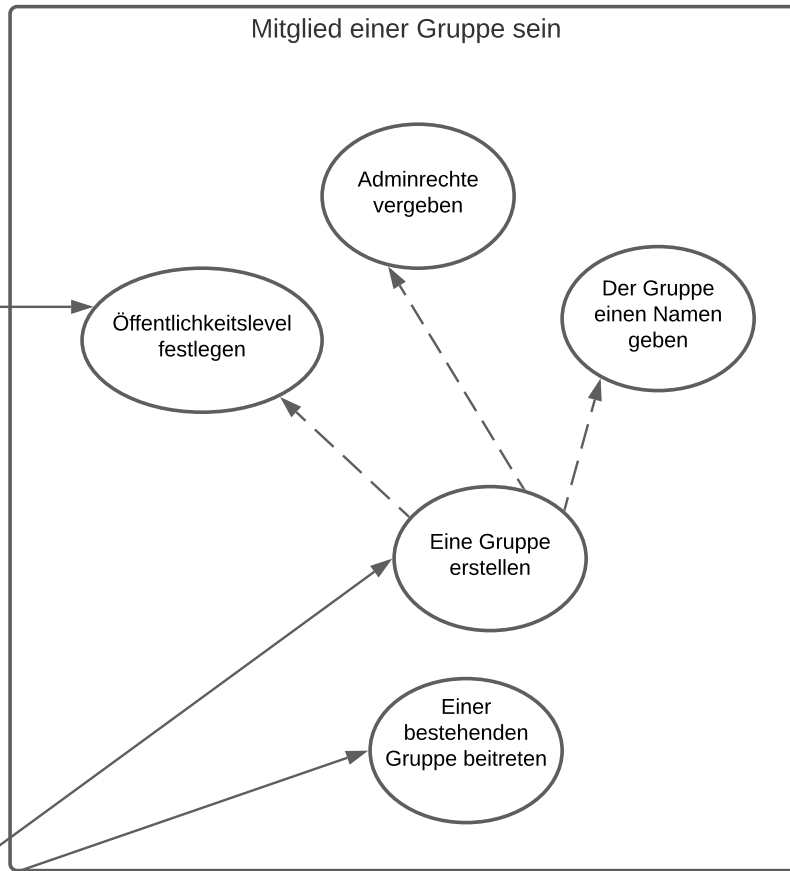 Mitglied einer Gruppe sein
Adminrechte
vergeben
Der Gruppe
einen Namen
geben
Öffentlichkeitslevel
festlegen
Eine Gruppe
erstellen
Einer
bestehenden
Gruppe beitreten